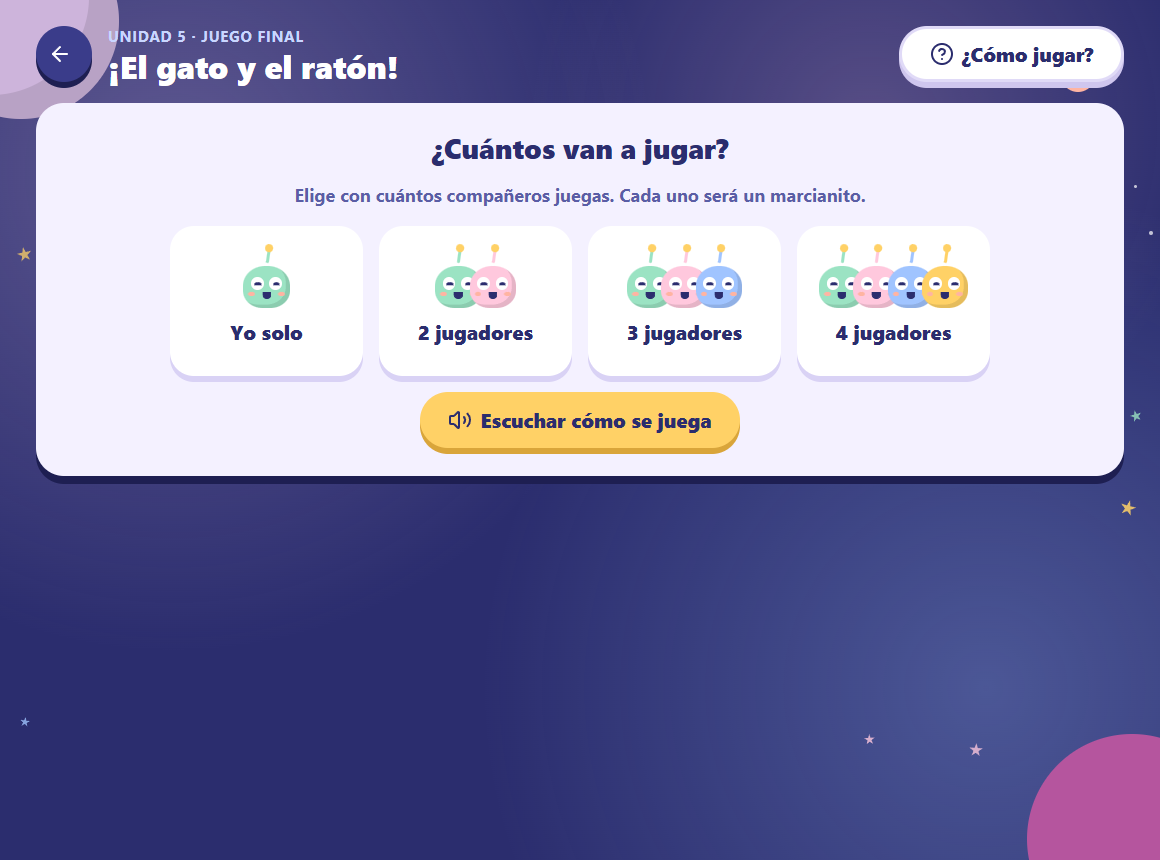 UNIDAD 5 · JUEGO FINAL
¡El gato y el ratón!
¿Cómo jugar?
¿Cuántos van a jugar?
Elige con cuántos compañeros juegas. Cada uno será un marcianito.
Yo solo
2 jugadores
3 jugadores
4 jugadores
Escuchar cómo se juega